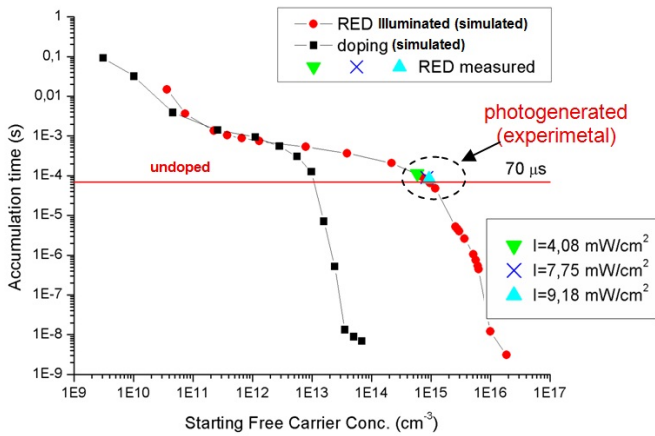 RED Illuminated (simulated)
doping (simulated)
RED measured
photogenerated
(experimetal)
70 µs
undoped
I=4,08 mW/cm²
I=7,75 mW/cm²
I=9,18 mW/cm²
Accumulation time (s)
1
0,1
0,01
1E-3
1E-4
1E-5
1E-6
1E-7
1E-8
1E-9
1E9 1E10 1E11 1E12 1E13 1E14 1E15 1E16 1E17
Starting Free Carrier Conc. (cm⁻³)